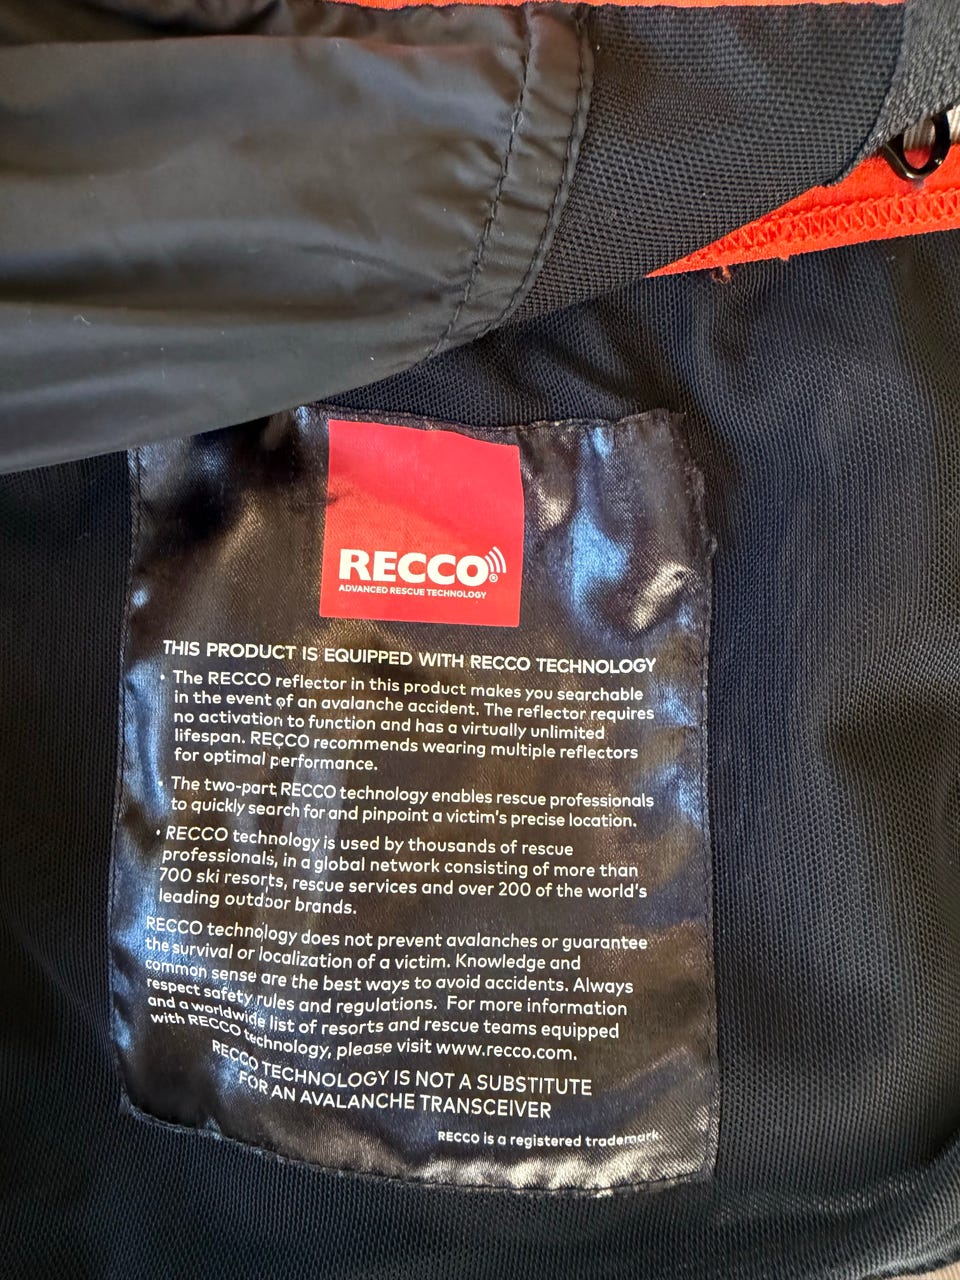 RECCO®
ADVANCED RESCUE TECHNOLOGY
THIS PRODUCT IS EQUIPPED WITH RECCO TECHNOLOGY
• The RECCO reflector in this product makes you searchable
in the event of an avalanche accident. The reflector requires
no activation to function and has a virtually unlimited
lifespan. RECCO recommends wearing multiple reflectors
for optimal performance.
• The two-part RECCO technology enables rescue professionals
to quickly search for and pinpoint a victim's precise location.
• RECCO technology is used by thousands of rescue
professionals, in a global network consisting of more than
700 ski resorts, rescue services and over 200 of the world's
leading outdoor brands.
RECCO technology does not prevent avalanches or guarantee
the survival or localization of a victim. Knowledge and
common sense are the best ways to avoid accidents. Always
respect safety rules and regulations. For more information
and a worldwide list of resorts and rescue teams equipped
with RECCO technology, please visit www.recco.com.
RECCO TECHNOLOGY IS NOT A SUBSTITUTE
FOR AN AVALANCHE TRANSCEIVER
RECCO is a registered trademark.